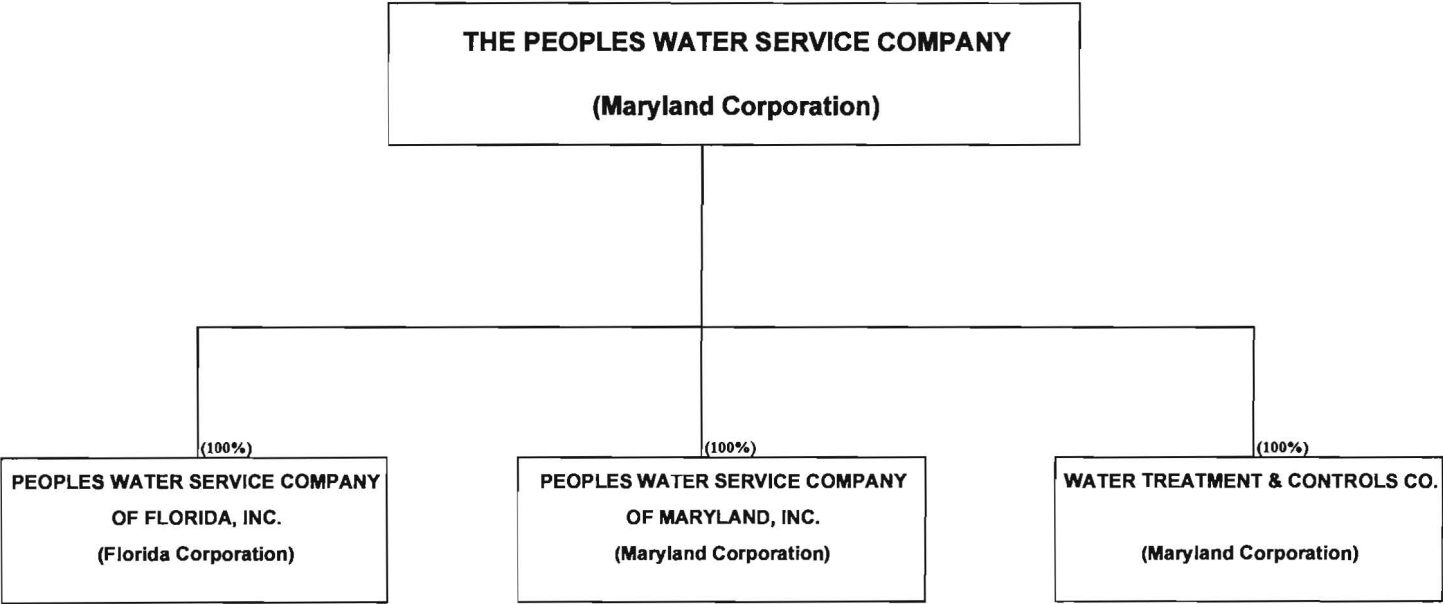 THE PEOPLES WATER SERVICE COMPANY
(Maryland Corporation)
(100%)
PEOPLES WATER SERVICE COMPANY
OF FLORIDA, INC.
(Florida Corporation)
(100%)
PEOPLES WATER SERVICE COMPANY
OF MARYLAND, INC.
(Maryland Corporation)
(100%)
WATER TREATMENT & CONTROLS CO.
(Maryland Corporation)